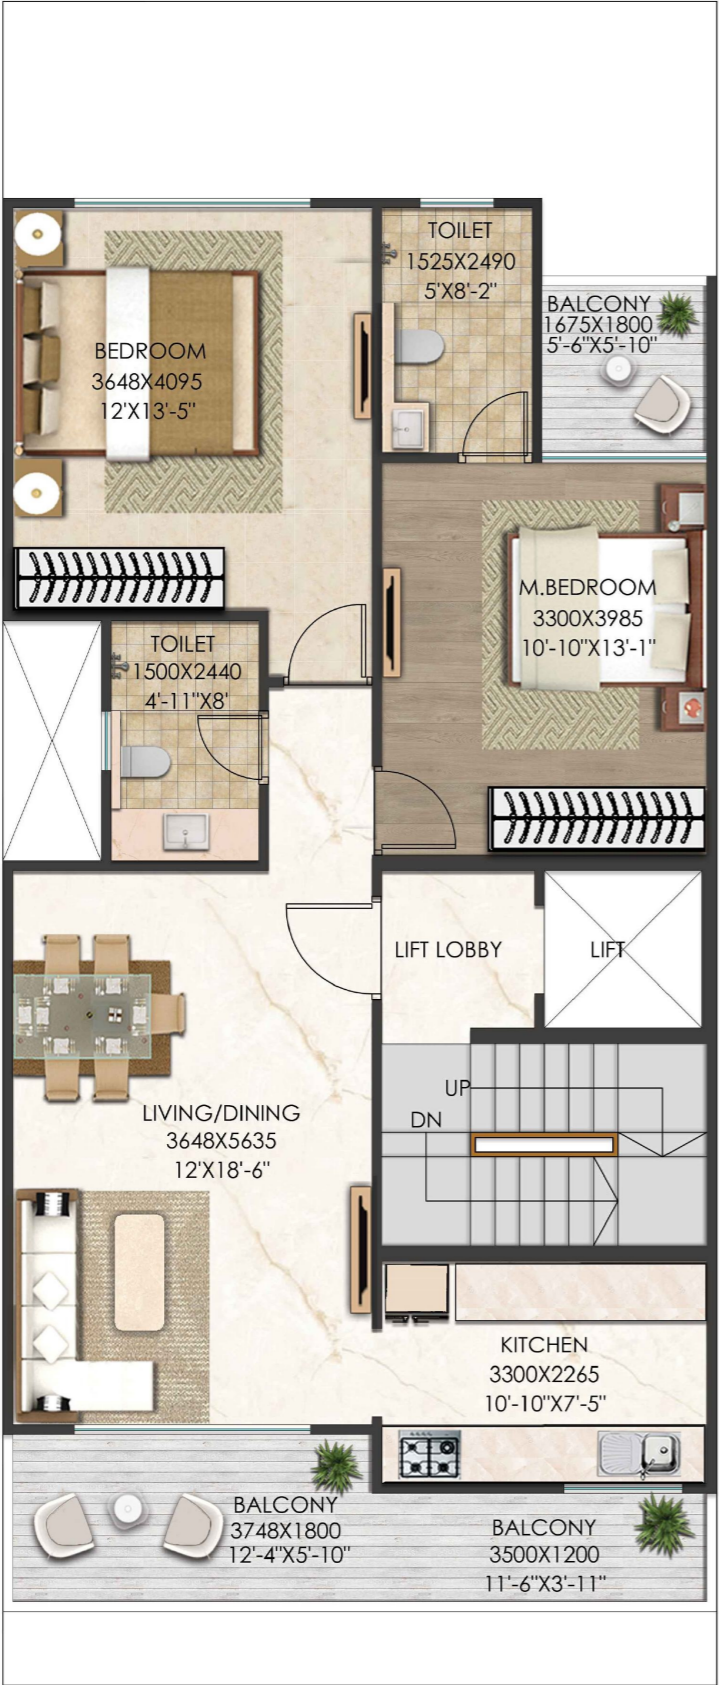 TOILET
1525X2490
5'X8'-2"
BALCONY
1675X1800
5'-6"X5'-10"
BEDROOM
3648X4095
12'X13'-5"
M.BEDROOM
3300X3985
10'-10"X13'-1"
TOILET
1500X2440
4'-11"X8'
LIFT LOBBY
LIFT
UP
DN
LIVING/DINING
3648X5635
12'X18'-6"
KITCHEN
3300X2265
10'-10"X7'-5"
BALCONY
3748X1800
12'-4"X5'-10"
BALCONY
3500X1200
11'-6"X3'-11"